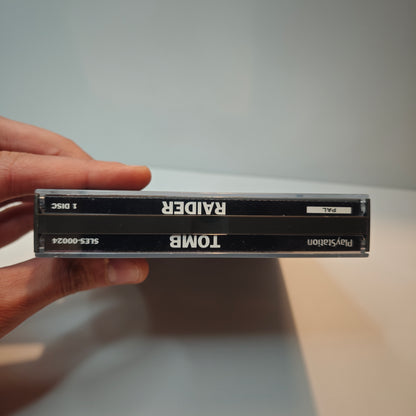 PlayStation TOMB SLES-00024
PAL RAIDER 1 DISC